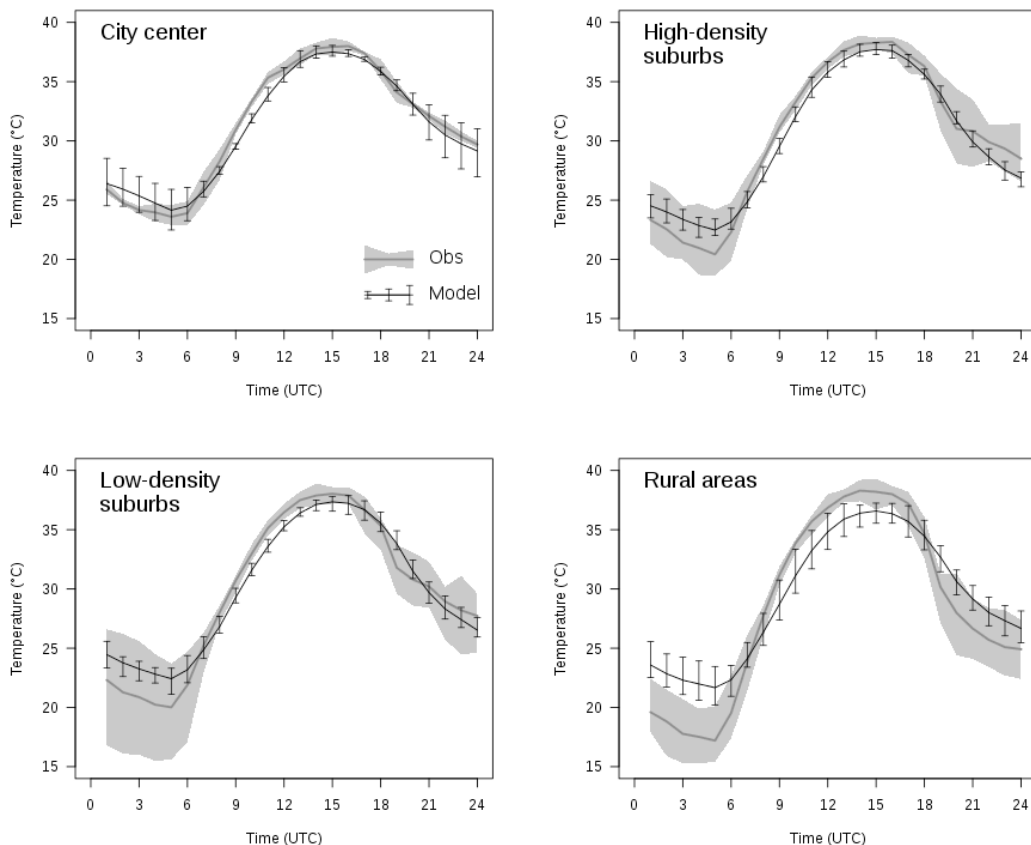 City center
40
35
30
25
20
15
Temperature (°C)
Obs
Model
0 3 6 9 12 15 18 21 24
Time (UTC)
High-density
suburbs
40
35
30
25
20
15
Temperature (°C)
0 3 6 9 12 15 18 21 24
Time (UTC)
Low-density
suburbs
40
35
30
25
20
15
Temperature (°C)
0 3 6 9 12 15 18 21 24
Time (UTC)
Rural areas
40
35
30
25
20
15
Temperature (°C)
0 3 6 9 12 15 18 21 24
Time (UTC)